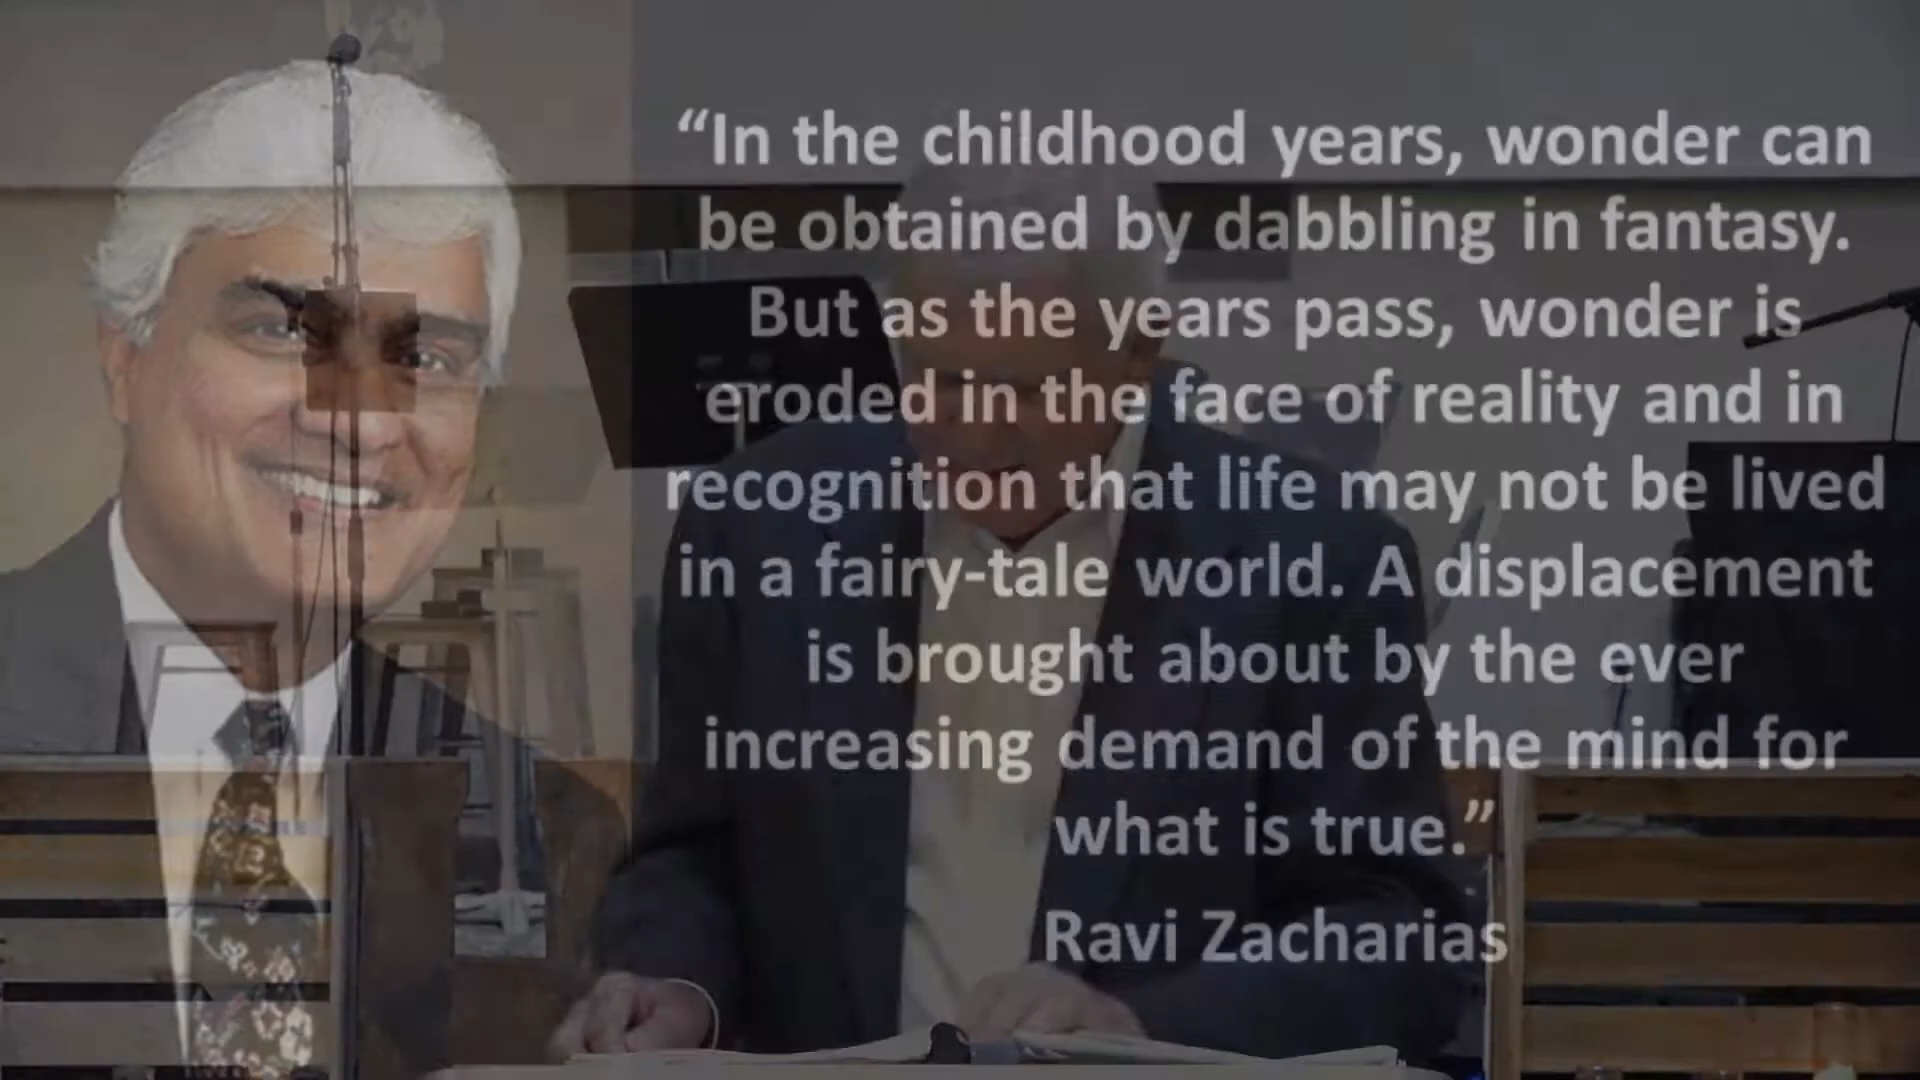 “In the childhood years, wonder can
be obtained by dabbling in fantasy.
But as the years pass, wonder is
eroded in the face of reality and in
recognition that life may not be lived
in a fairy-tale world. A displacement
is brought about by the ever
increasing demand of the mind for
what is true.”
Ravi Zacharias